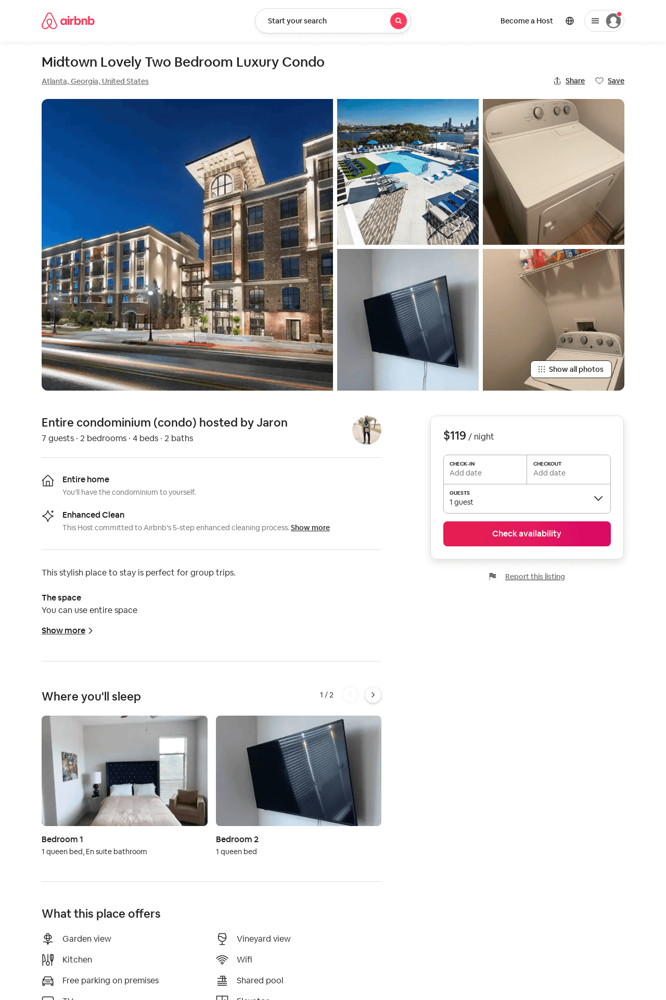 airbnb
Start your search
Become a Host
Midtown Lovely Two Bedroom Luxury Condo
Atlanta, Georgia, United States
Share
Save
Whirlpool
Show all photos
Entire condominium (condo) hosted by Jaron
7 guests · 2 bedrooms · 4 beds · 2 baths
$119 / night
CHECK-IN
Add date
CHECKOUT
Add date
GUESTS
1 guest
Check availability
Report this listing
Entire home
You’ll have the condominium to yourself.
Enhanced Clean
This Host committed to Airbnb's 5-step enhanced cleaning process. Show more
This stylish place to stay is perfect for group trips.
The space
You can use entire space
Show more
Where you'll sleep
1 / 2
Bedroom 1
1 queen bed, En suite bathroom
Bedroom 2
1 queen bed
What this place offers
Garden view
Vineyard view
Kitchen
Wifi
Free parking on premises
Shared pool
TV
Elevator